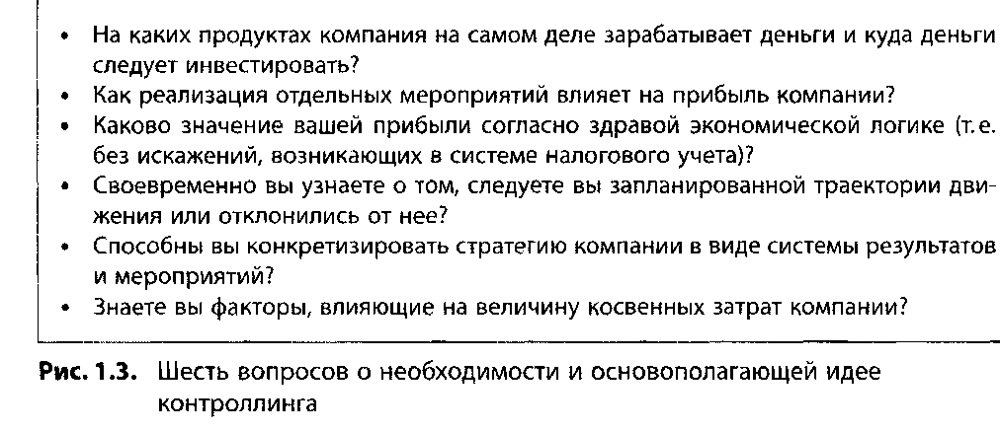 • На каких продуктах компания на самом деле зарабатывает деньги и куда деньги
следует инвестировать?
• Как реализация отдельных мероприятий влияет на прибыль компании?
• Каково значение вашей прибыли согласно здравой экономической логике (т.е.
без искажений, возникающих в системе налогового учета)?
• Своевременно вы узнаете о том, следуете вы запланированной траектории дви-
жения или отклонились от нее?
• Способны вы конкретизировать стратегию компании в виде системы результатов
и мероприятий?
• Знаете вы факторы, влияющие на величину косвенных затрат компании?
Рис. 1.3. Шесть вопросов о необходимости и основополагающей идее
контроллинга